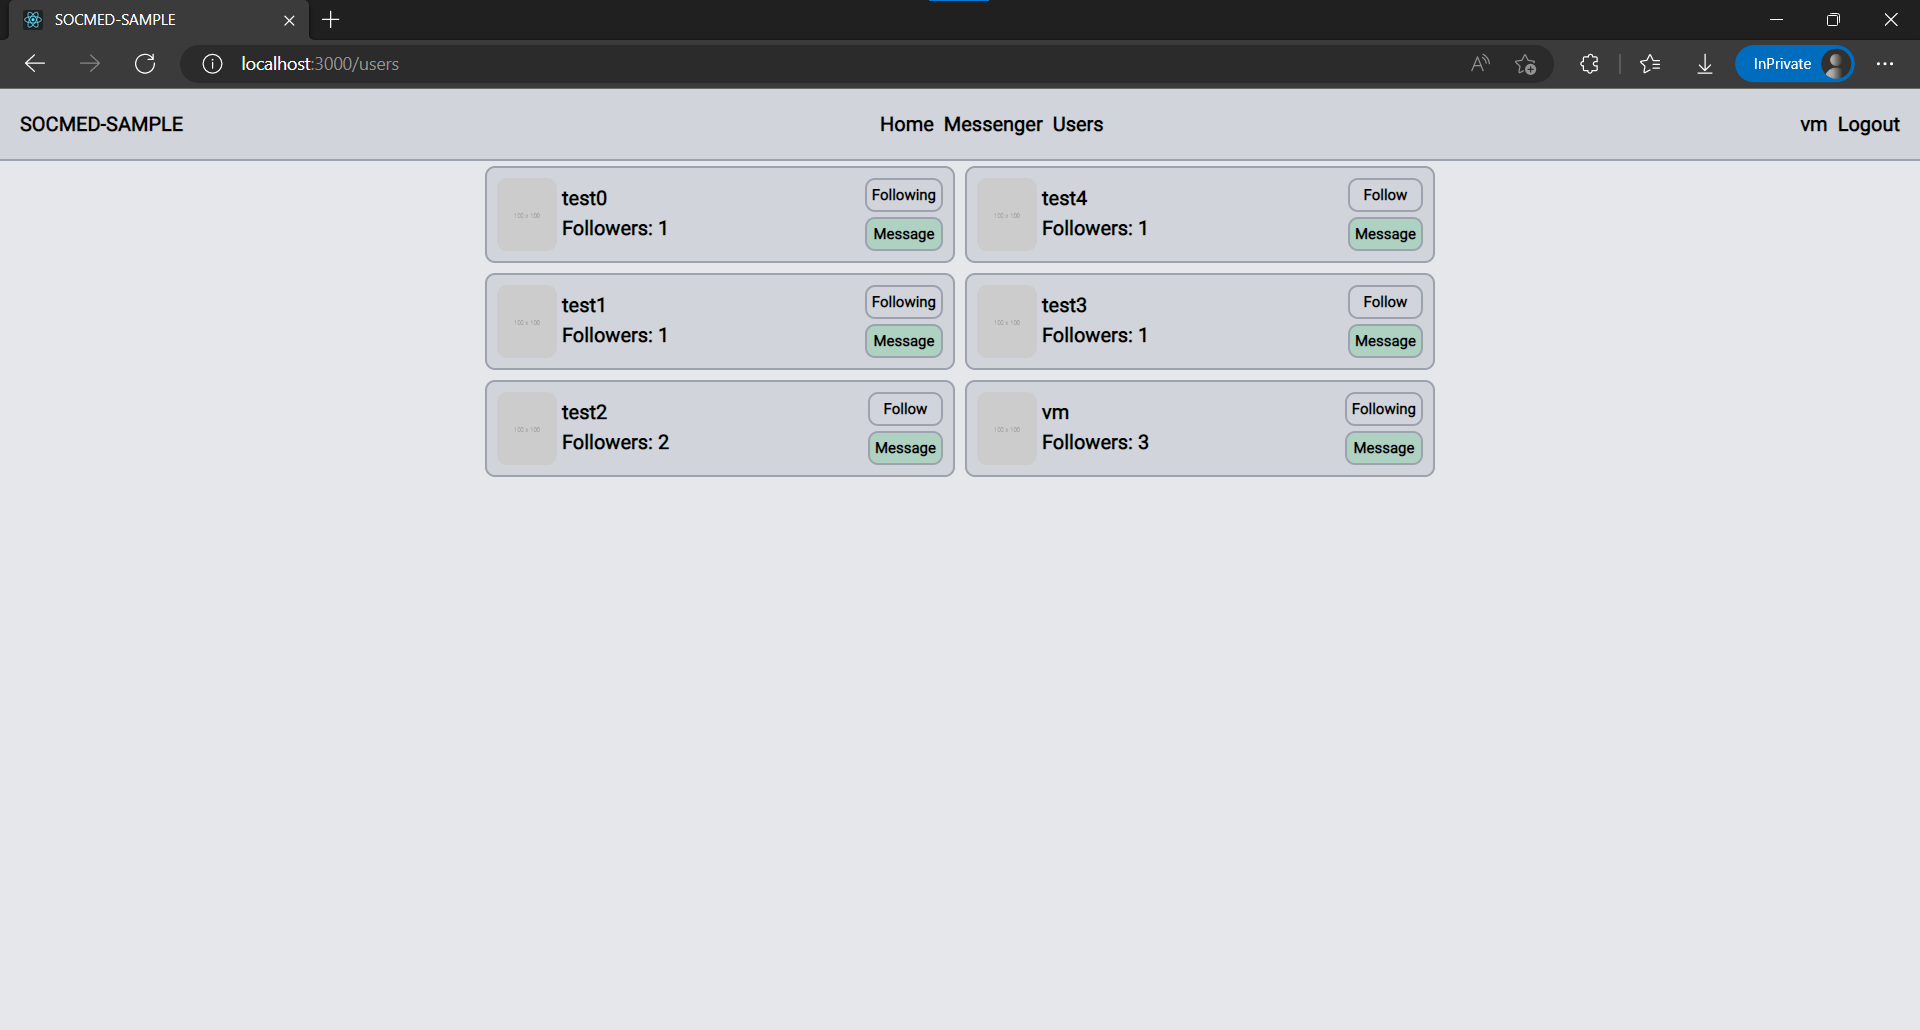 SOCMED-SAMPLE
localhost:3000/users
InPrivate
SOCMED-SAMPLE
Home Messenger Users
vm Logout
test0
Followers: 1
Following
Message
100 x 100
test4
Followers: 1
Follow
Message
100 x 100
test1
Followers: 1
Following
Message
100 x 100
test3
Followers: 1
Follow
Message
100 x 100
test2
Followers: 2
Follow
Message
100 x 100
vm
Followers: 3
Following
Message
100 x 100